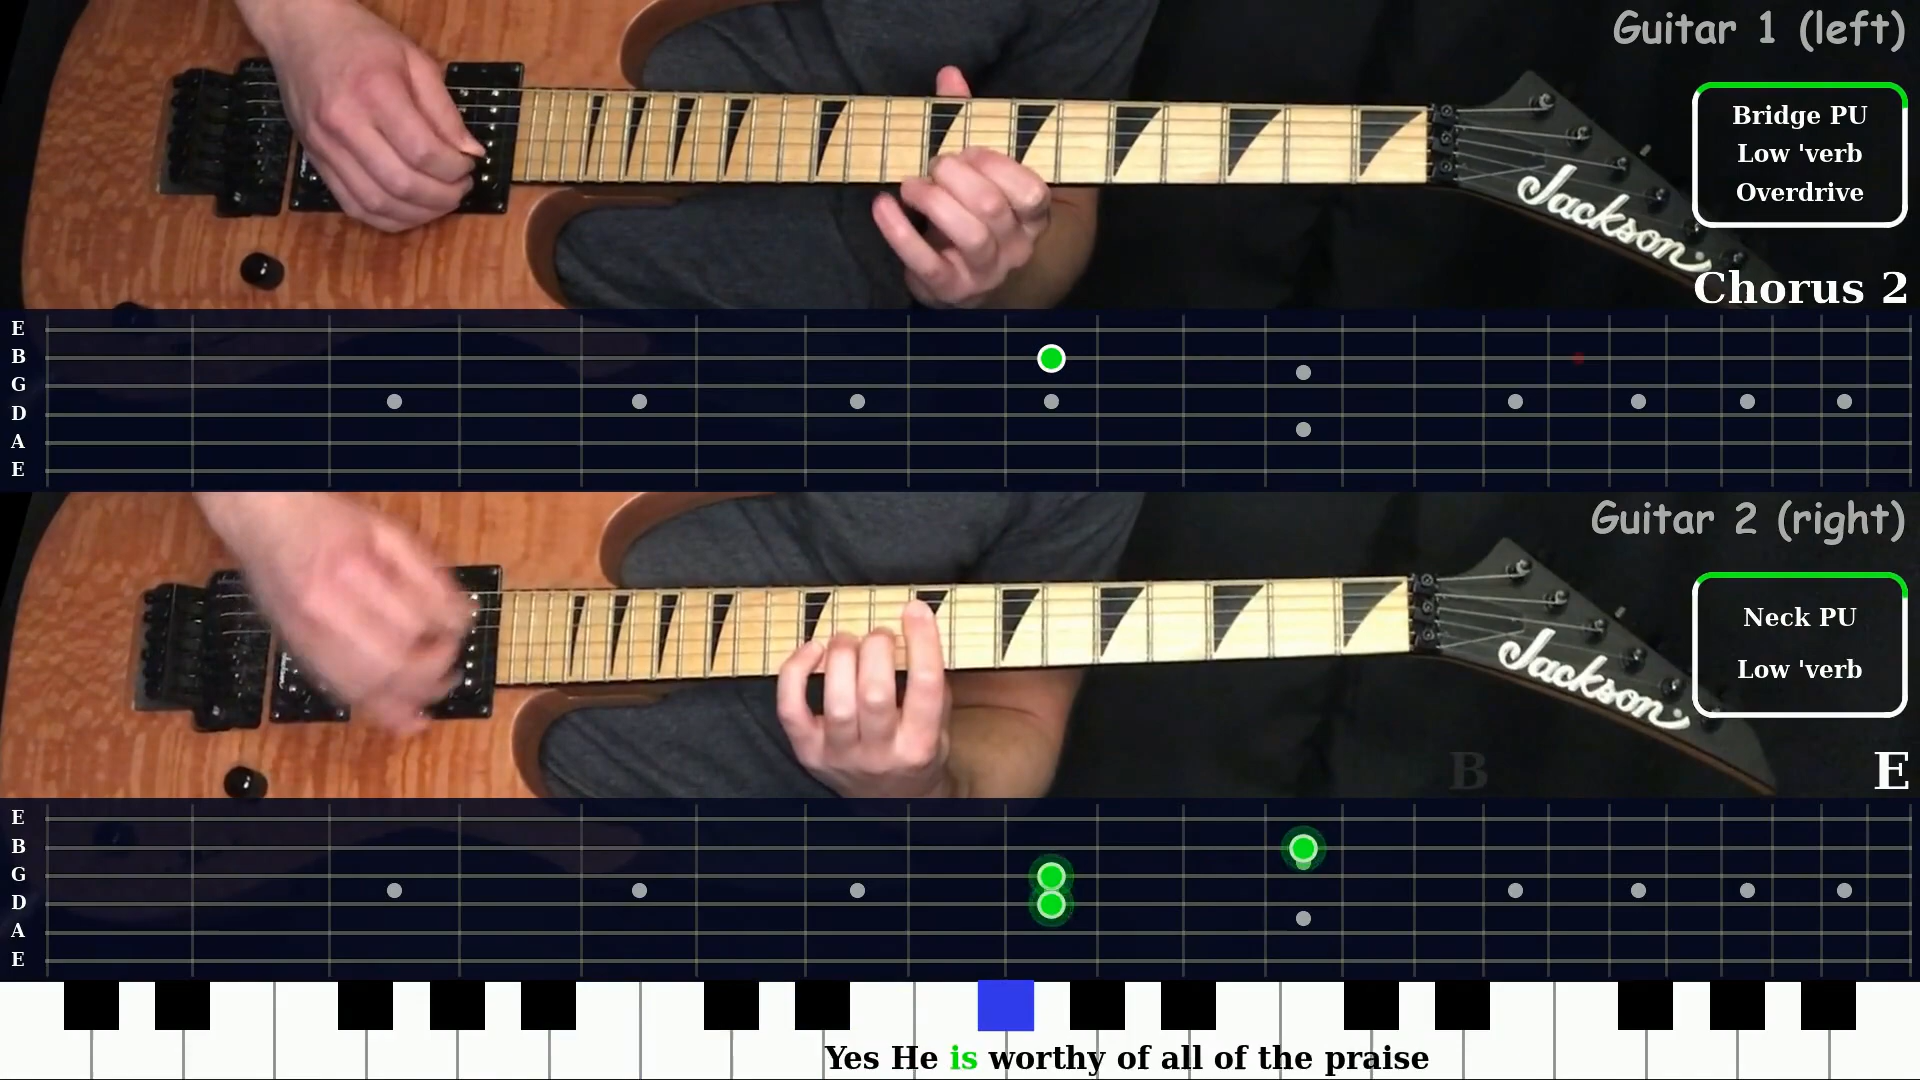 Guitar 1 (left)
Bridge PU
Low 'verb
Overdrive
Jackson
Chorus 2
E
B
G
D
A
E
Guitar 2 (right)
Neck PU
Low 'verb
Jackson
B E
E
B
G
D
A
E
Yes He is worthy of all of the praise